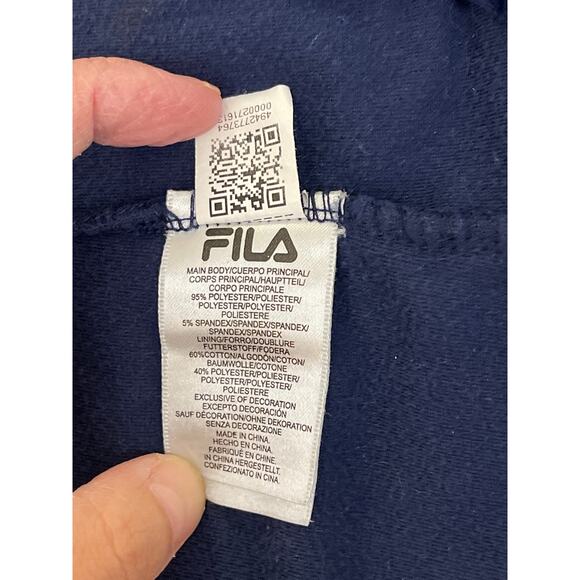 4942773764
FILA
MAIN BODY/CUERPO PRINCIPAL/
CORPS PRINCIPAL/HAUPTTEIL/
CORPO PRINCIPALE
95% POLYESTER/POLIESTER/
POLYESTER/POLYESTER/
POLIESTERE
5% SPANDEX/SPANDEX/SPANDEX/
SPANDEX/SPANDEX
LINING/FORRO/DOUBLURE
FUTTERSTOFF/FODERA
60%COTTON/ALGODÓN/COTON/
BAUMWOLLE/COTONE
40% POLYESTER/POLIESTER/
POLYESTER/POLYESTER/
POLIESTERE
EXCLUSIVE OF DECORATION
EXCEPTO DECORACIÓN
SAUF DÉCORATION/OHNE DEKORATION
SENZA DECORAZIONE
MADE IN CHINA.
HECHO EN CHINA.
FABRIQUÉ EN CHINE.
IN CHINA HERGESTELLT.
CONFEZIONATO IN CINA.